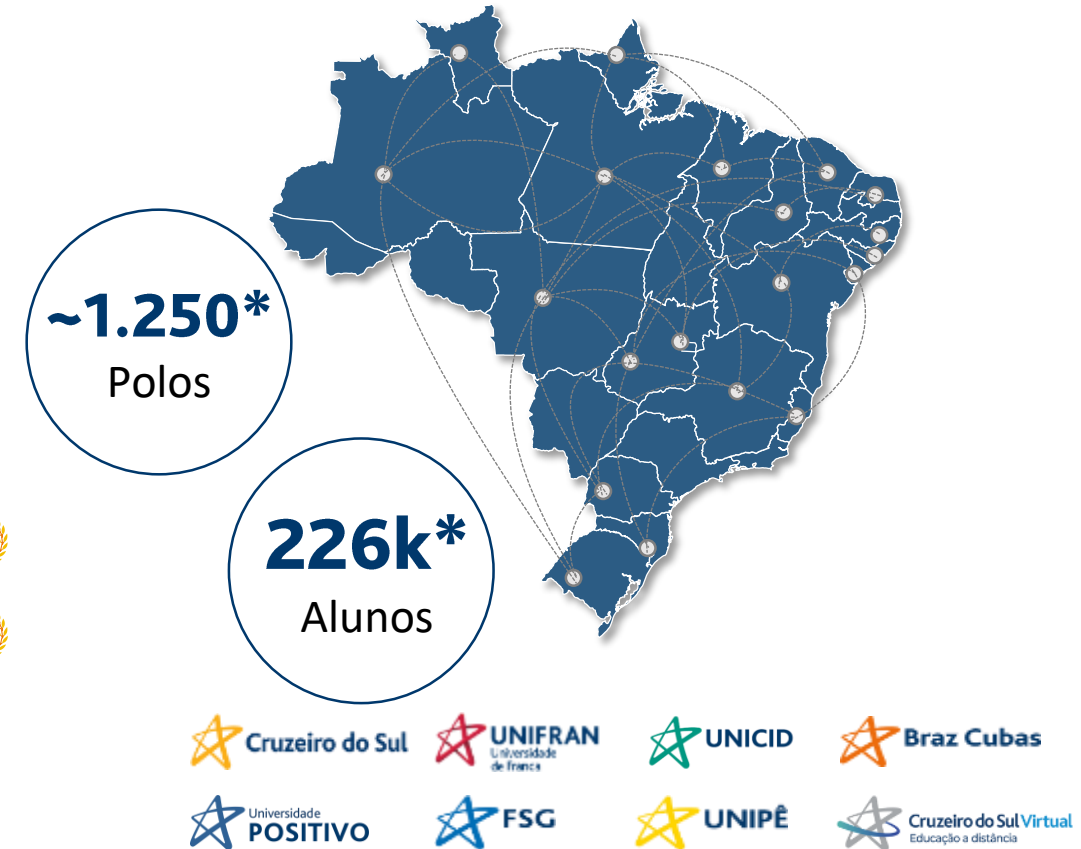 ~1.250*
Polos
226k*
Alunos
Cruzeiro do Sul
UNIFRAN
Universidade
de Franca
UNICID
Braz Cubas
Universidade
POSITIVO
FSG
UNIPÊ
Cruzeiro do Sul Virtual
Educação a distância